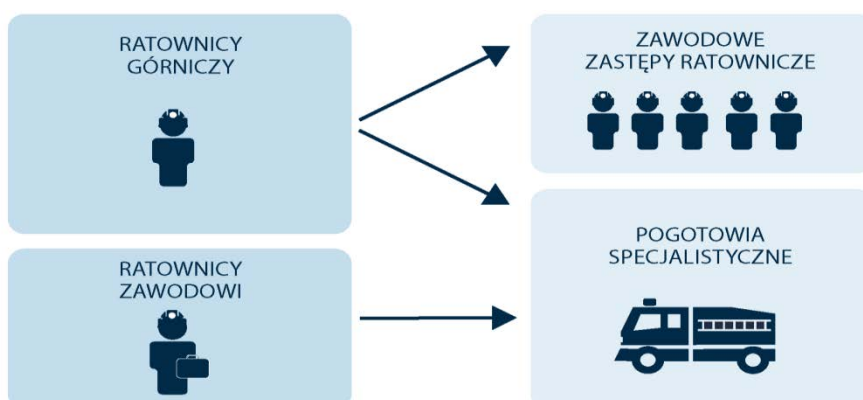 RATOWNICY
GÓRNICZY
ZAWODOWE
ZASTĘPY RATOWNICZE
RATOWNICY
ZAWODOWI
POGOTOWIA
SPECJALISTYCZNE